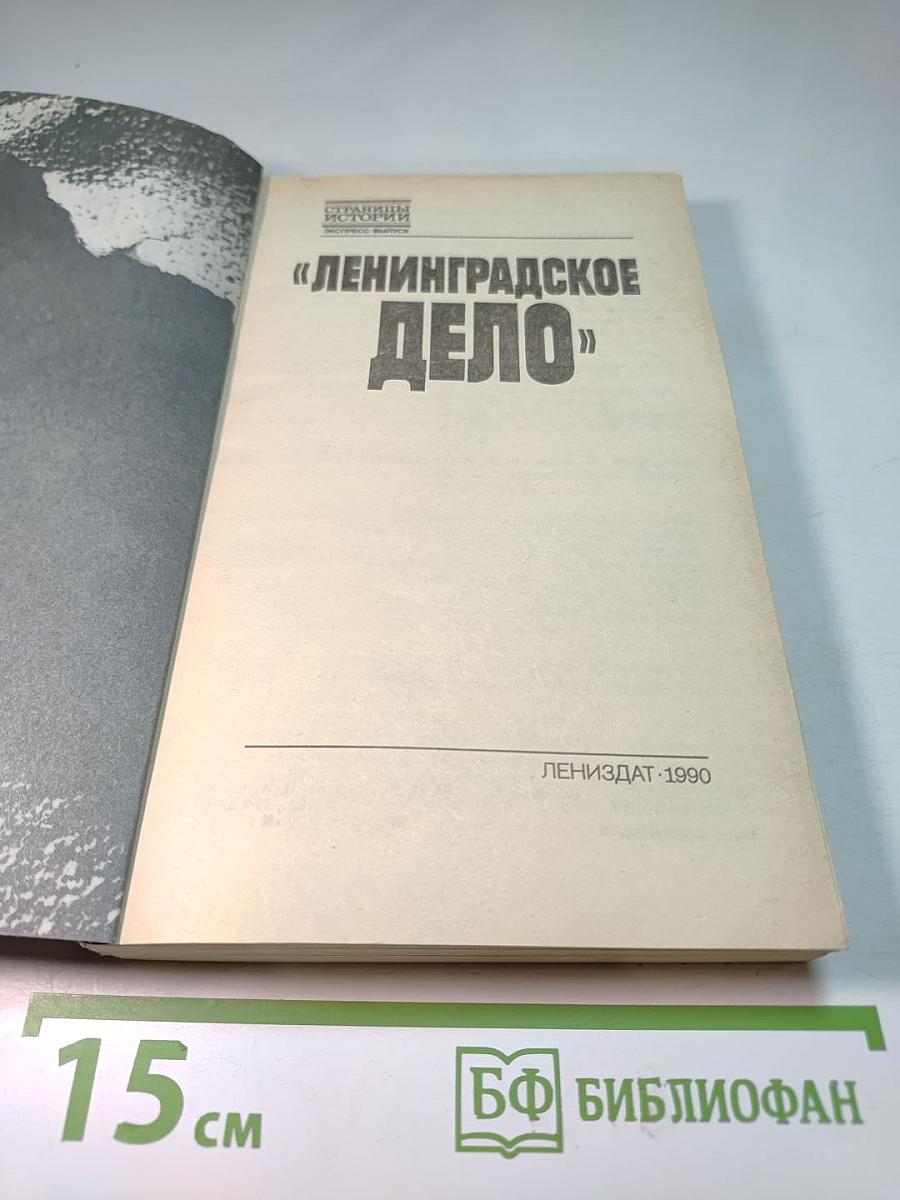 СТРАНИЦЫ
ИСТОРИИ
ЭКСПРЕСС-ВЫПУСК
«ЛЕНИНГРАДСКОЕ
ДЕЛО»
ЛЕНИЗДАТ·1990
15 см
БФ БИБЛИОФАН